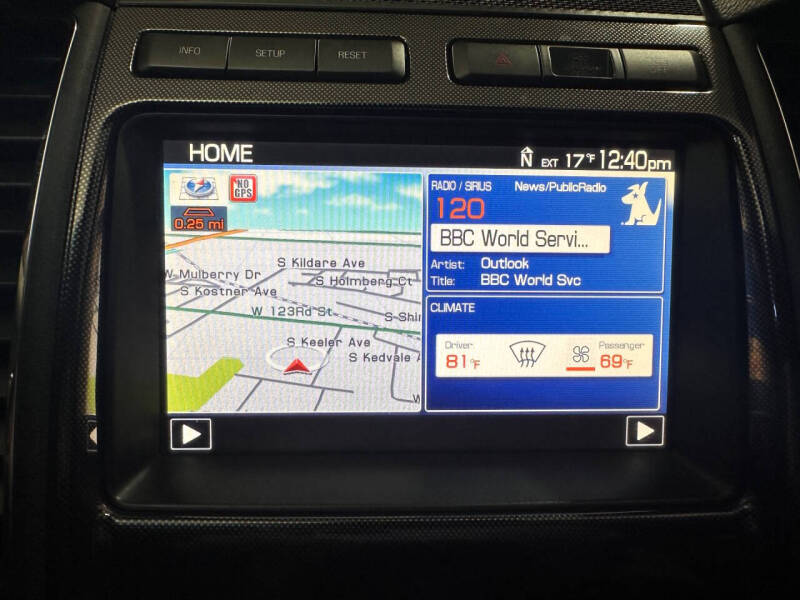 INFO
SETUP
RESET
HOME
N EXT 17°F 12:40pm
NO
GPS
0.25 mi
S Kildare Ave
W Mulberry Dr
S Holmberg Ct
S Kostner Ave
W 123Rd St
S Shi
S Keeler Ave
S Kedvale A
W
RADIO / SIRIUS News/PublicRadio
120
BBC World Servi...
Artist: Outlook
Title: BBC World Svc
CLIMATE
Driver Passenger
81°F 69°F